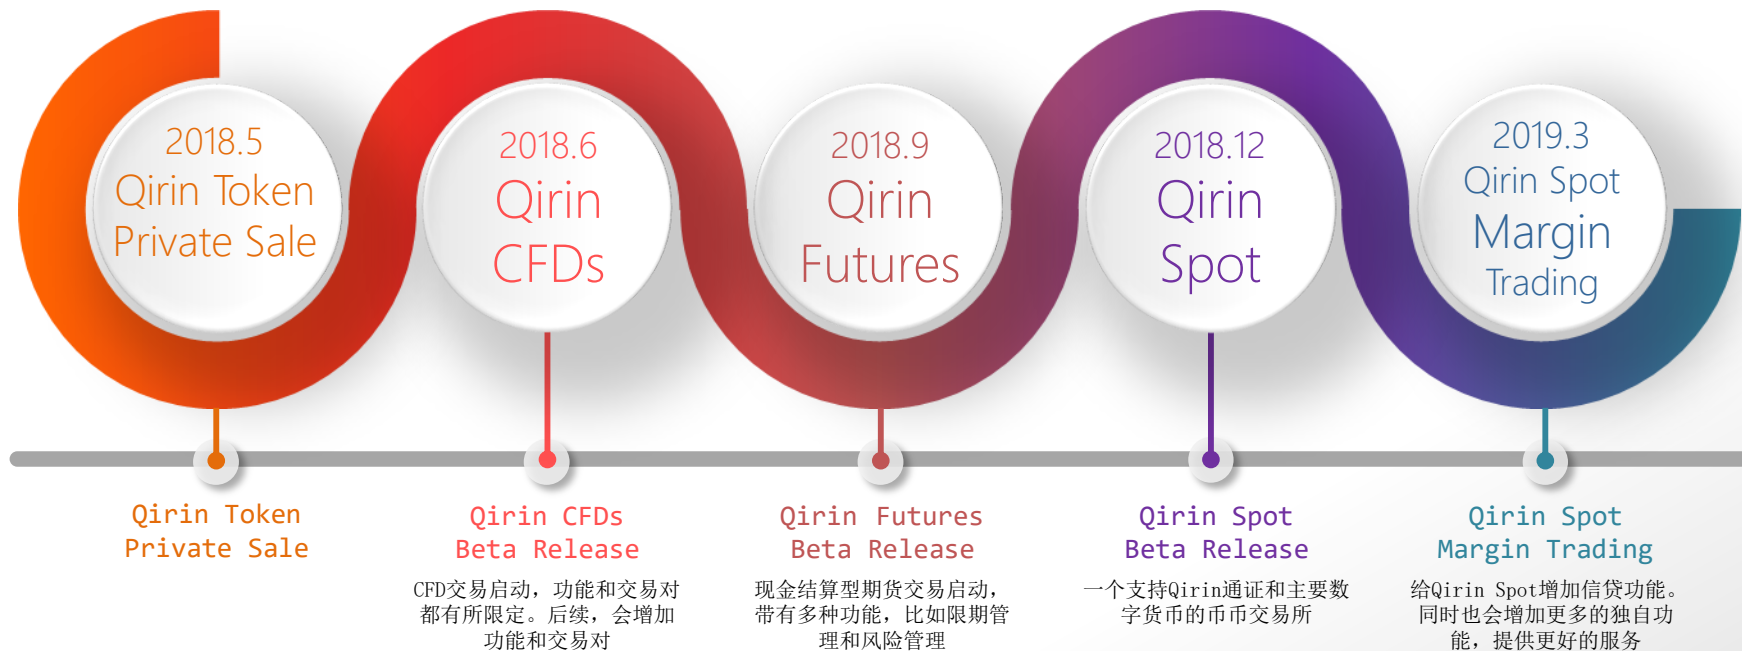 2018.5
Qirin Token
Private Sale
2018.6
Qirin
CFDs
2018.9
Qirin
Futures
2018.12
Qirin
Spot
2019.3
Qirin Spot
Margin
Trading
Qirin Token
Private Sale
Qirin CFDs
Beta Release
CFD交易启动，功能和交易对
都有所限定。后续，会增加
功能和交易对
Qirin Futures
Beta Release
现金结算型期货交易启动，
带有多种功能，比如限期管
理和风险管理
Qirin Spot
Beta Release
一个支持Qirin通证和主要数
字货币的币币交易所
Qirin Spot
Margin Trading
给Qirin Spot增加信贷功能。
同时也会增加更多的独自功
能，提供更好的服务